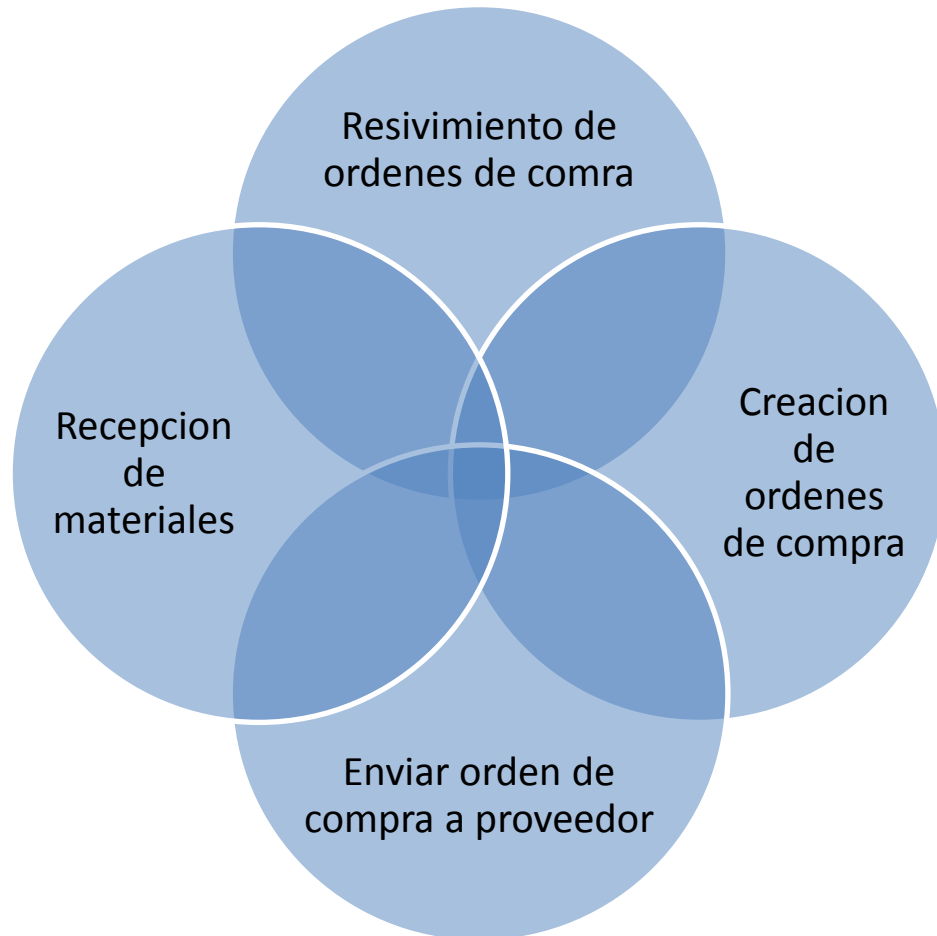 Resivimiento de
ordenes de comra
Creacion
de
ordenes
de compra
Enviar orden de
compra a proveedor
Recepcion
de
materiales